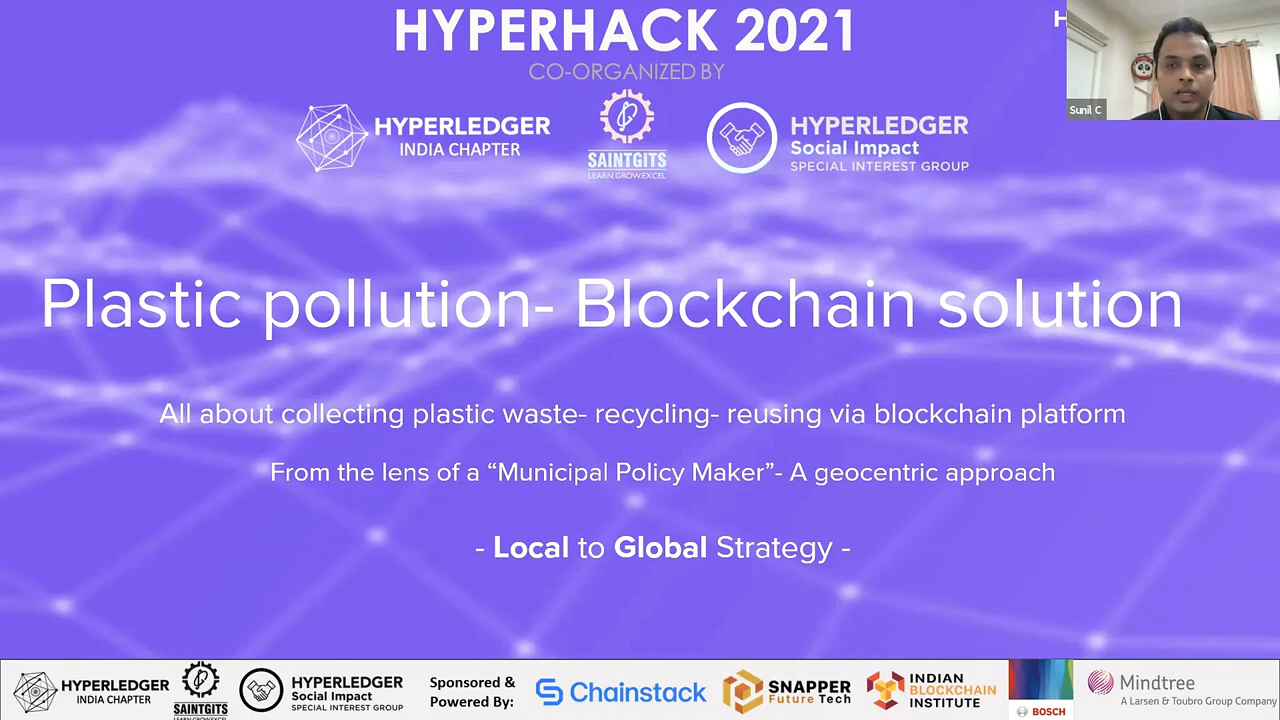 HYPERHACK 2021
CO-ORGANIZED BY
HYPERLEDGER
INDIA CHAPTER
SAINTGITS
LEARN.GROW.EXCEL
HYPERLEDGER
Social Impact
SPECIAL INTEREST GROUP
H
Sunil C
Plastic pollution- Blockchain solution
All about collecting plastic waste- recycling- reusing via blockchain platform
From the lens of a “Municipal Policy Maker”- A geocentric approach
- Local to Global Strategy -
HYPERLEDGER
INDIA CHAPTER
SAINTGITS
LEARN.GROW.EXCEL
HYPERLEDGER
Social Impact
SPECIAL INTEREST GROUP
Sponsored &
Powered By:
Chainstack
SNAPPER
Future Tech
INDIAN
BLOCKCHAIN
INSTITUTE
BOSCH
Mindtree
A Larsen & Toubro Group Company